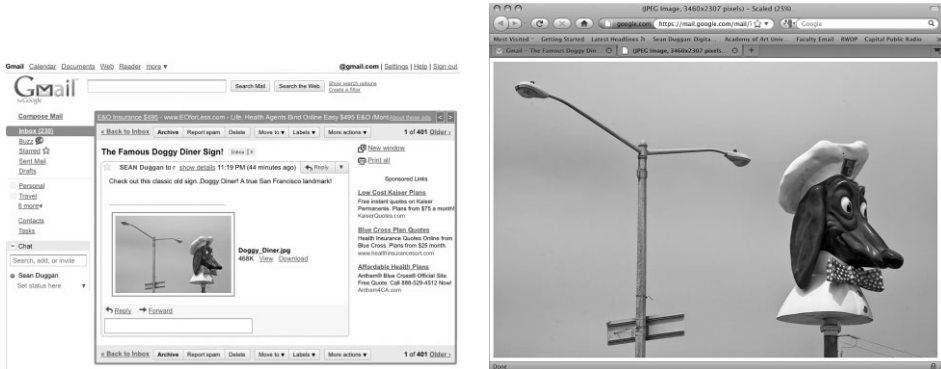 Gmail Calendar Documents Web Reader more ▼
@gmail.com | Settings | Help | Sign out
Gmail
by Google
Search Mail
Search the Web
Show search options
Create a filter
Compose Mail
Inbox (230)
Buzz
Starred
Sent Mail
Drafts
Personal
Travel
6 more▼
Contacts
Tasks
– Chat
Search, add, or invite
Sean Duggan
Set status here
E&O Insurance $495 - www.EOforLess.com - Life, Health Agents Bind Online Easy $495 E&O /Mont
About these ads
« Back to Inbox Archive Report spam Delete Move to ▼ Labels ▼ More actions ▼ 1 of 401 Older ›
The Famous Doggy Diner Sign! Inbox | X
SEAN Duggan to r show details 11:19 PM (44 minutes ago) Reply
Check out this classic old sign..Doggy Diner! A true San Francisco landmark!
Doggy_Diner.jpg
468K View Download
Reply Forward
New window
Print all
Sponsored Links
Low Cost Kaiser Plans
Free instant quotes on Kaiser
Permanente. Plans from $75 a month!
KaiserQuotes.com
Blue Cross Plan Quotes
Health Insurance Quotes Online from
Blue Cross. Plans from $25 month.
www.healthinsurancesort.com
Affordable Health Plans
Anthem® Blue Cross® Official Site.
Free Quote. Call 888-529-4512 Now!
Anthem4CA.com
« Back to Inbox Archive Report spam Delete Move to ▼ Labels ▼ More actions ▼ 1 of 401 Older ›
(JPEG Image, 3460x2307 pixels) – Scaled (25%)
google.com https://mail.google.com/mail/
Google
Most Visited Getting Started Latest Headlines Sean Duggan: Digita... Academy of Art Univ... Faculty Email RWOP Capital Public Radio
Gmail – The Famous Doggy Din... (JPEG Image, 3460x2307 pixels...
Done